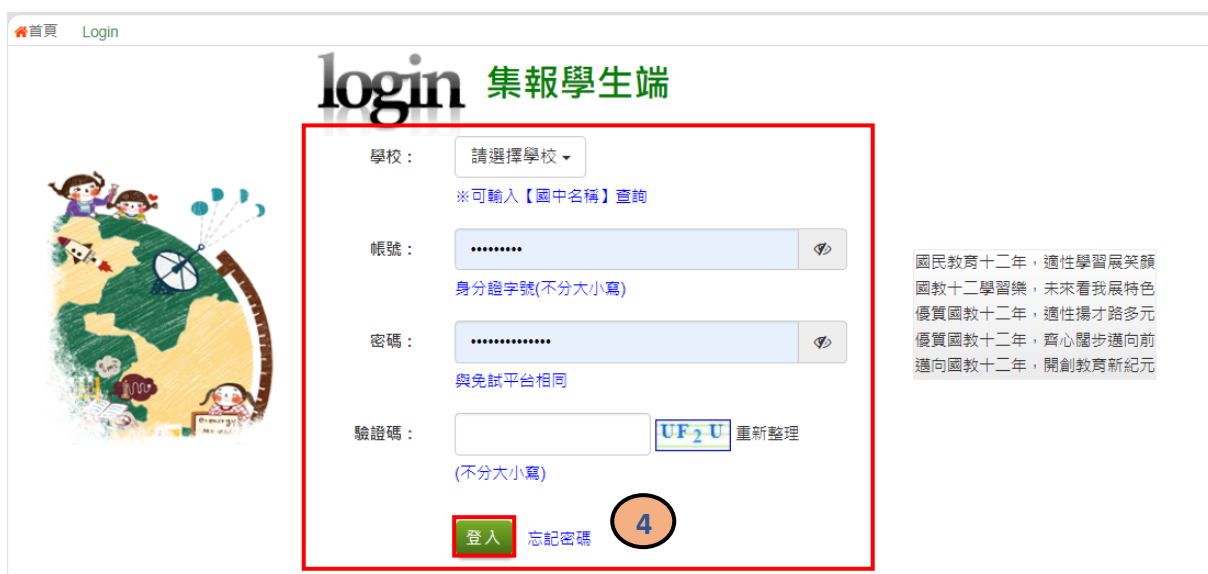 首頁 Login
login 集報學生端
學校： 請選擇學校
※可輸入【國中名稱】查詢
帳號： •••••••••
身分證字號(不分大小寫)
密碼： ••••••••••••••
與免試平台相同
驗證碼： UF2U 重新整理
(不分大小寫)
登入 忘記密碼 4
國民教育十二年，適性學習展笑顏
國教十二學習樂，未來看我展特色
優質國教十二年，適性揚才路多元
優質國教十二年，齊心闊步邁向前
邁向國教十二年，開創教育新紀元